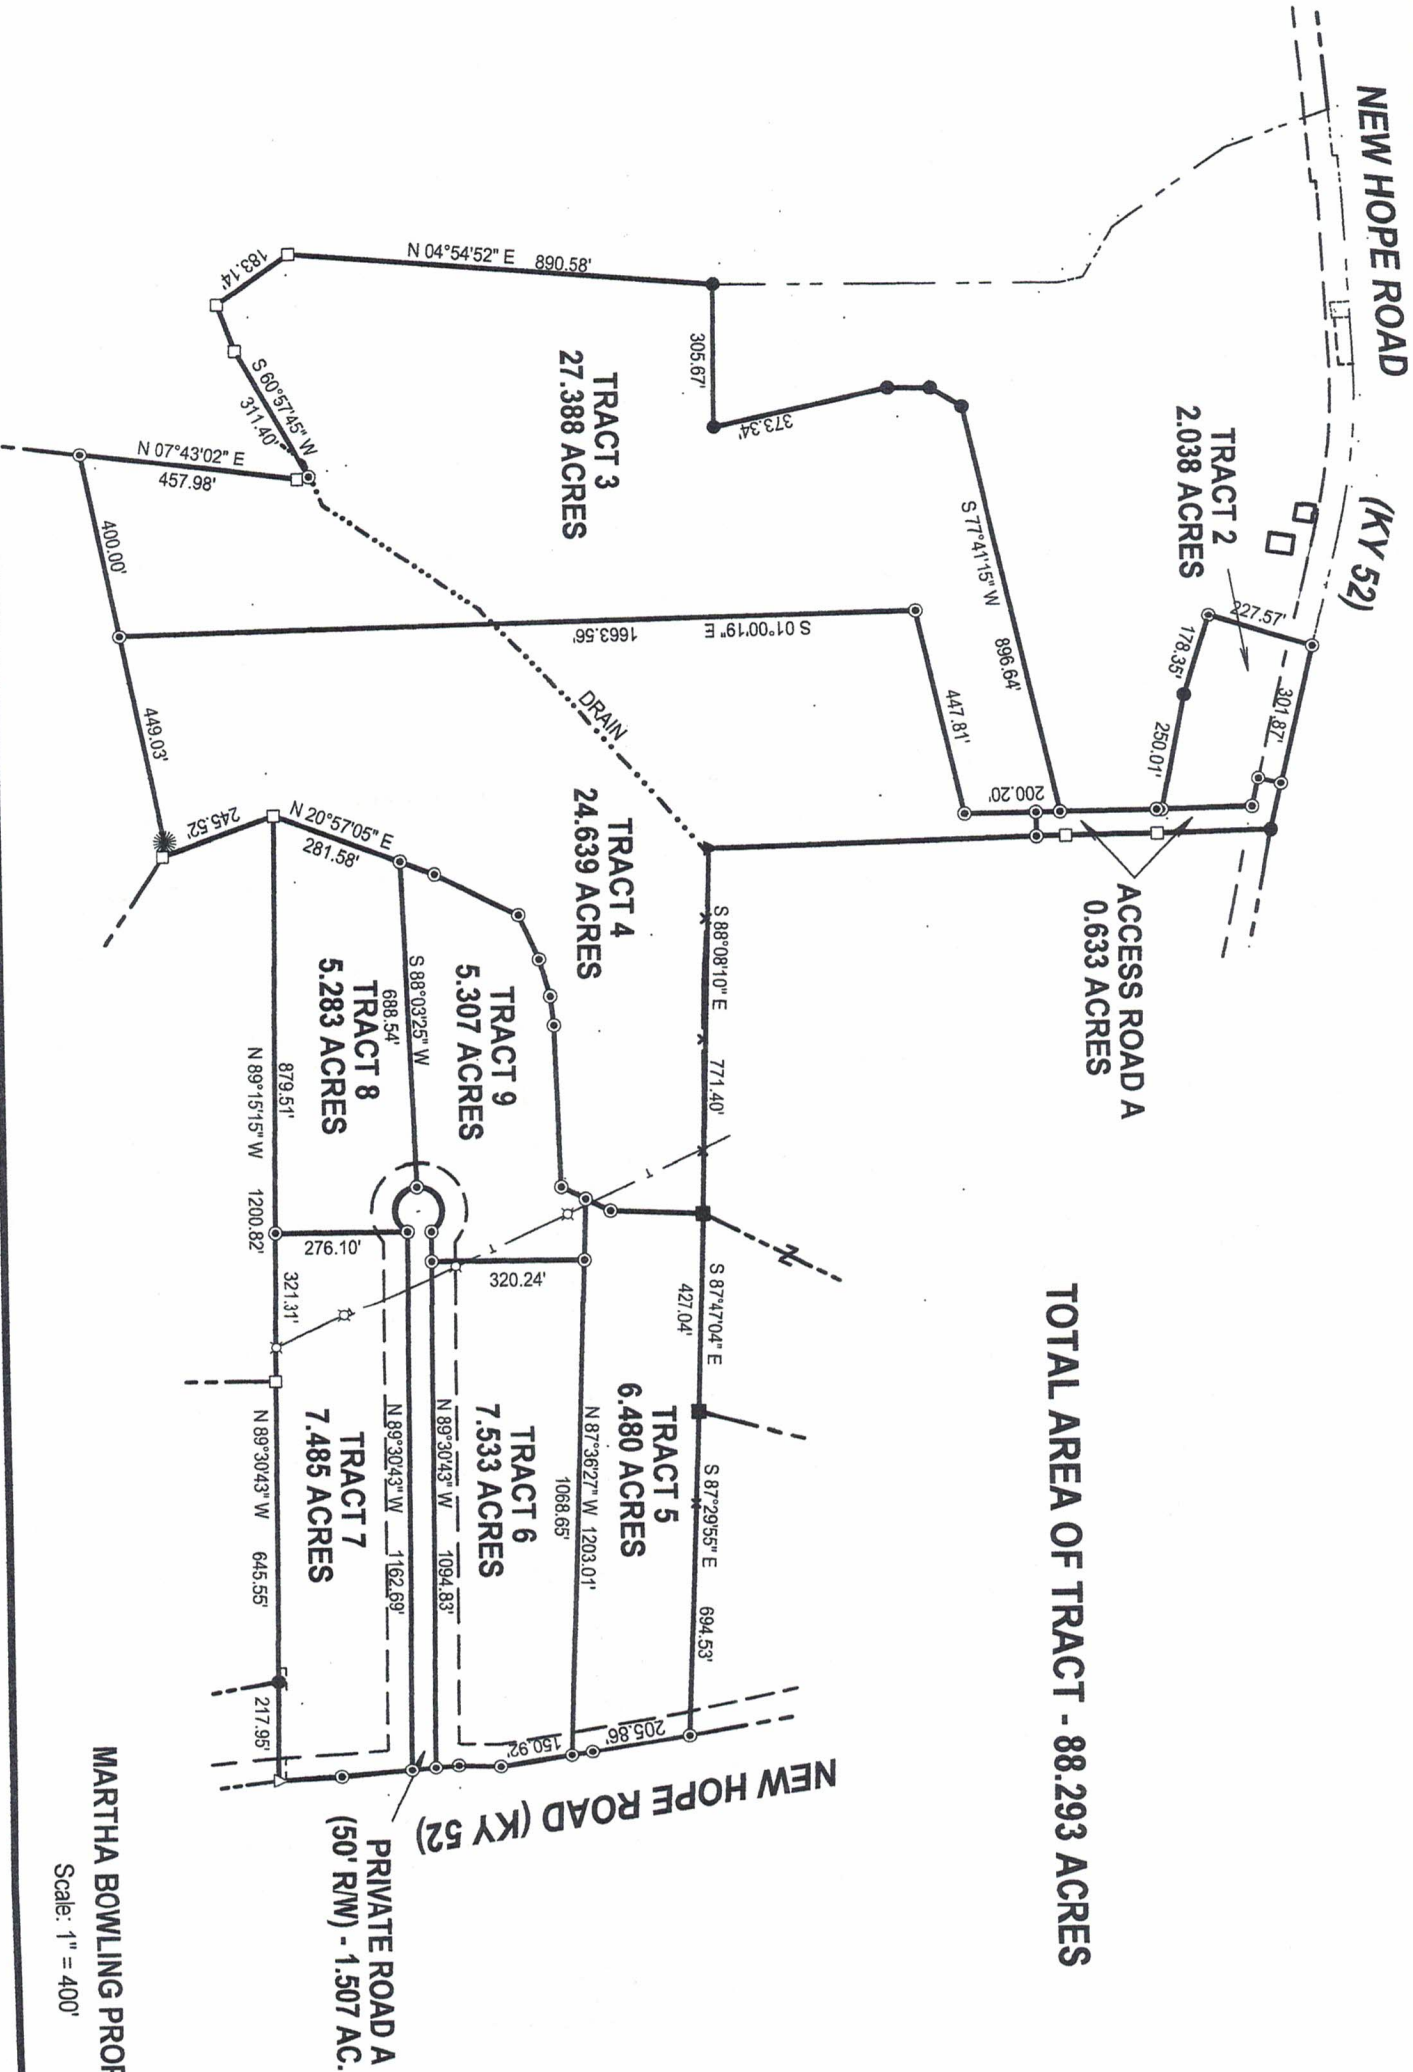 NEW HOPE ROAD
(KY 52)
TRACT 2
2.038 ACRES
227.57'
301.87'
178.35'
250.01'
ACCESS ROAD A
0.633 ACRES
N 04°54'52" E 890.58'
183.14'
S 60°57'45" W
311.40'
N 07°43'02" E
457.98'
305.67'
373.34'
TRACT 3
27.388 ACRES
S 77°41'15" W 896.64'
S 01°00'19" E 1663.56'
447.81'
200.20'
400.00'
449.03'
245.52'
DRAIN
TRACT 4
24.639 ACRES
S 88°08'10" E 771.40'
N 20°57'05" E
281.58'
S 88°03'25" W
688.54'
TRACT 9
5.307 ACRES
TRACT 8
5.283 ACRES
879.51'
N 89°15'15" W 1200.82'
276.10'
321.31'
320.24'
T
T
S 87°47'04" E
427.04'
S 87°29'55" E 694.53'
TRACT 5
6.480 ACRES
N 87°36'27" W 1203.01'
1068.65'
TRACT 6
7.533 ACRES
N 89°30'43" W 1094.83'
N 89°30'43" W 1162.69'
TRACT 7
7.485 ACRES
N 89°30'43" W 645.55'
217.95'
205.86'
150.92'
NEW HOPE ROAD (KY 52)
PRIVATE ROAD A
(50' R/W) - 1.507 AC.
TOTAL AREA OF TRACT - 88.293 ACRES
MARTHA BOWLING PROP
Scale: 1" = 400'